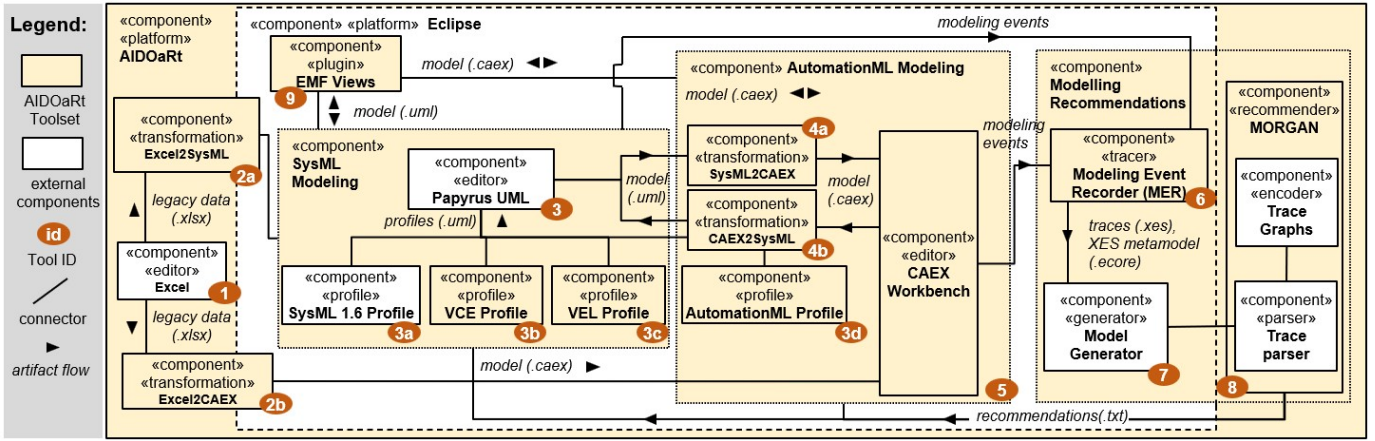 Legend:
AIDOaRt
Toolset
external
components
id
Tool ID
connector
artifact flow
«component»
«platform»
AIDOaRt
«component»
«transformation»
Excel2SysML
2a
legacy data
(.xlsx)
«component»
«editor»
Excel
1
legacy data
(.xlsx)
«component»
«transformation»
Excel2CAEX
2b
«component» «platform» Eclipse
«component»
«plugin»
EMF Views
9
model (.caex)
model (.uml)
modeling events
«component»
SysML
Modeling
«component»
«editor»
Papyrus UML
3
profiles (.uml)
«component»
«profile»
SysML 1.6 Profile
3a
«component»
«profile»
VCE Profile
3b
«component»
«profile»
VEL Profile
3c
model
(.uml)
model (.caex)
«component» AutomationML Modeling
model (.caex)
«component»
«transformation»
SysML2CAEX
4a
«component»
«transformation»
CAEX2SysML
4b
model
(.caex)
«component»
«profile»
AutomationML Profile
3d
«component»
«editor»
CAEX
Workbench
5
modeling
events
«component»
Modelling
Recommendations
«component»
«tracer»
Modeling Event
Recorder (MER)
6
traces (.xes),
XES metamodel
(.ecore)
«component»
«generator»
Model
Generator
7
«component»
«recommender»
MORGAN
«component»
«encoder»
Trace
Graphs
«component»
«parser»
Trace
parser
8
recommendations(.txt)